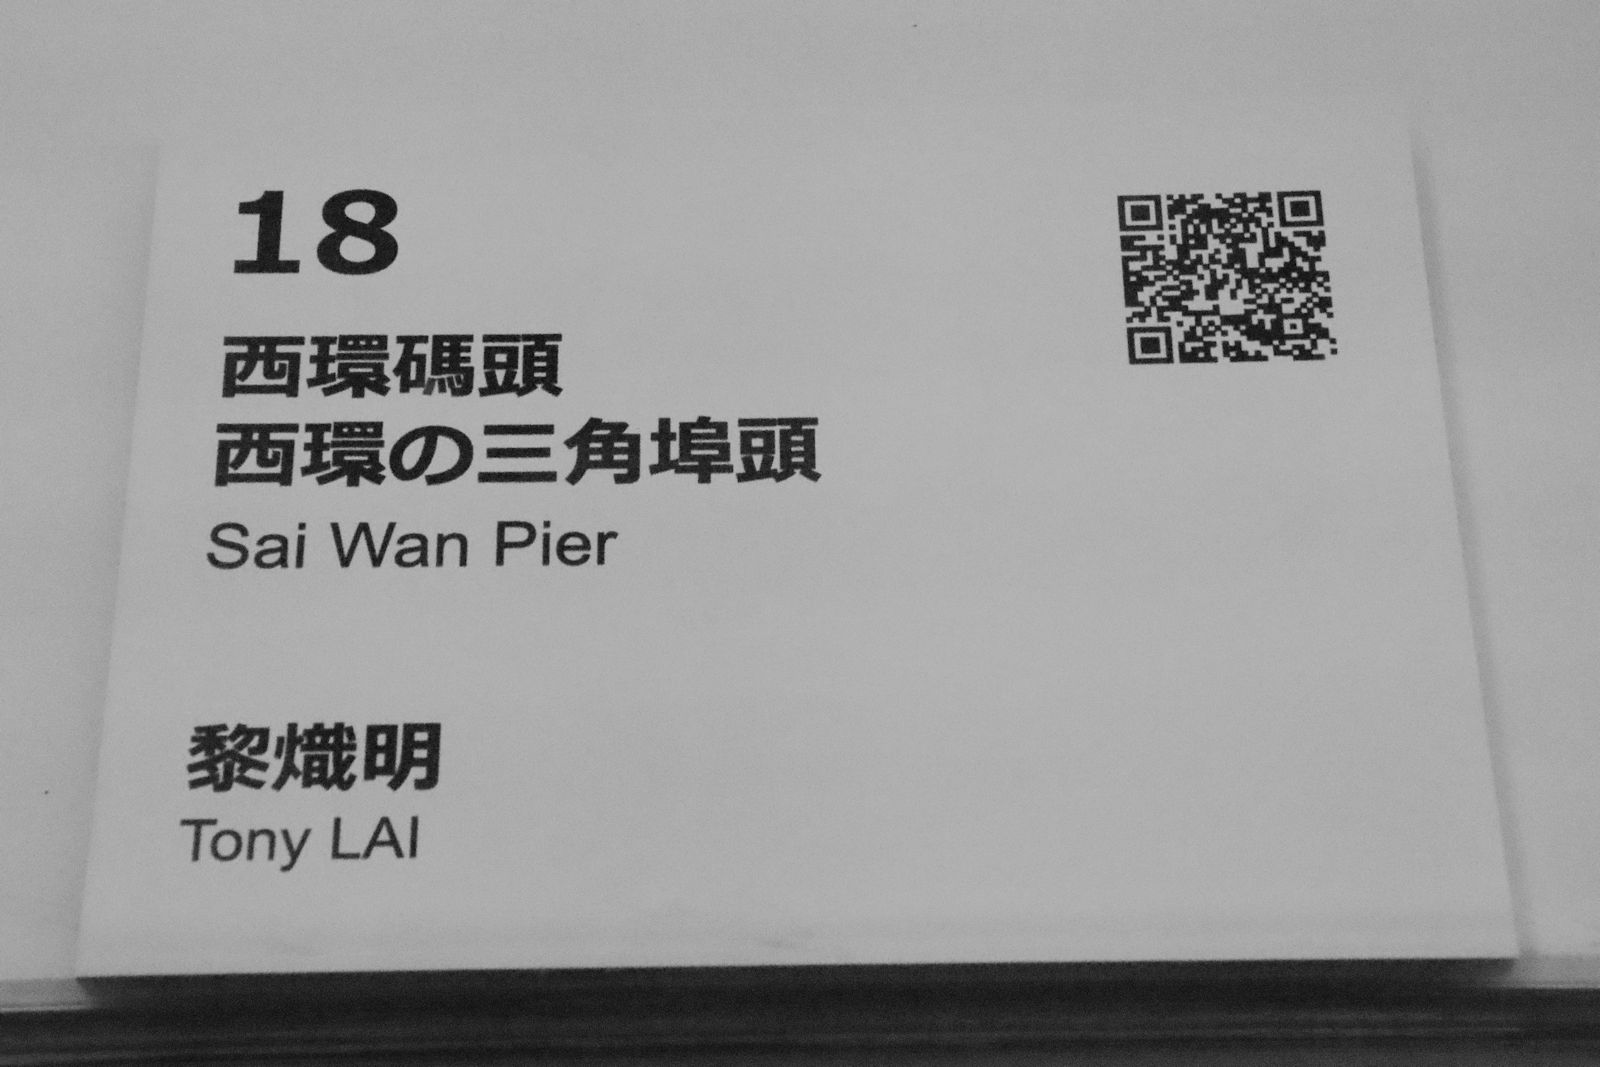 18
西環碼頭
西環の三角埠頭
Sai Wan Pier
黎熾明
Tony LAI